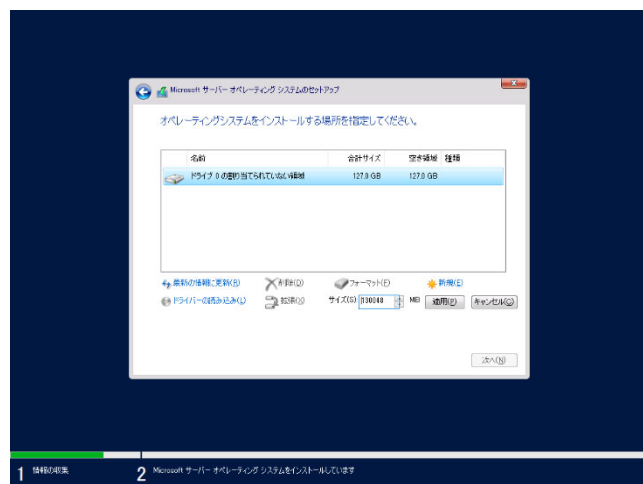 Microsoft サーバー オペレーティング システムのセットアップ
オペレーティングシステムをインストールする場所を指定してください。
名前 合計サイズ 空き領域 種類
ドライブ 0 の割り当てられていない領域 127.0 GB 127.0 GB
最新の情報に更新(R) 削除(D) フォーマット(F) 新規(E)
ドライバーの読み込み(L) 拡張(X) サイズ(S) 130048 MB 適用(P) キャンセル(C)
次へ(N)
1 情報の収集 2 Microsoft サーバー オペレーティング システムをインストールしています